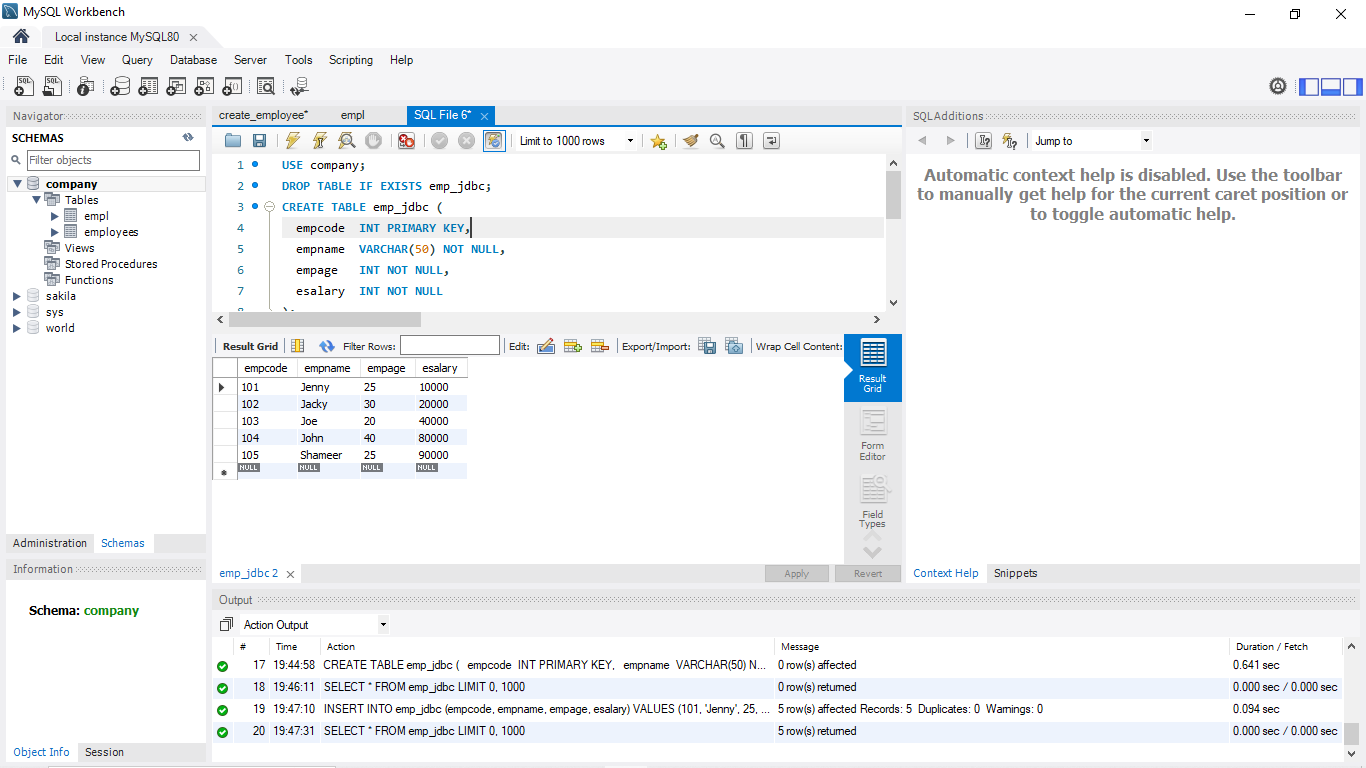 MySQL Workbench
Local instance MySQL80
File Edit View Query Database Server Tools Scripting Help
Navigator
SCHEMAS
Filter objects
company
Tables
empl
employees
Views
Stored Procedures
Functions
sakila
sys
world
Administration Schemas
Information
Schema: company
Object Info Session
create_employee* empl SQL File 6*
Limit to 1000 rows
1 USE company;
2 DROP TABLE IF EXISTS emp_jdbc;
3 CREATE TABLE emp_jdbc (
4 empcode INT PRIMARY KEY,
5 empname VARCHAR(50) NOT NULL,
6 empage INT NOT NULL,
7 esalary INT NOT NULL
Result Grid Filter Rows: Edit: Export/Import: Wrap Cell Content:
empcode empname empage esalary
101 Jenny 25 10000
102 Jacky 30 20000
103 Joe 20 40000
104 John 40 80000
105 Shameer 25 90000
NULL NULL NULL NULL
Result
Grid
Form
Editor
Field
Types
emp_jdbc 2
Apply Revert
SQLAdditions
Jump to
Automatic context help is disabled. Use the toolbar
to manually get help for the current caret position or
to toggle automatic help.
Context Help Snippets
Output
Action Output
# Time Action Message Duration / Fetch
17 19:44:58 CREATE TABLE emp_jdbc ( empcode INT PRIMARY KEY, empname VARCHAR(50) N... 0 row(s) affected 0.641 sec
18 19:46:11 SELECT * FROM emp_jdbc LIMIT 0, 1000 0 row(s) returned 0.000 sec / 0.000 sec
19 19:47:10 INSERT INTO emp_jdbc (empcode, empname, empage, esalary) VALUES (101, 'Jenny', 25, ... 5 row(s) affected Records: 5 Duplicates: 0 Warnings: 0 0.094 sec
20 19:47:31 SELECT * FROM emp_jdbc LIMIT 0, 1000 5 row(s) returned 0.000 sec / 0.000 sec